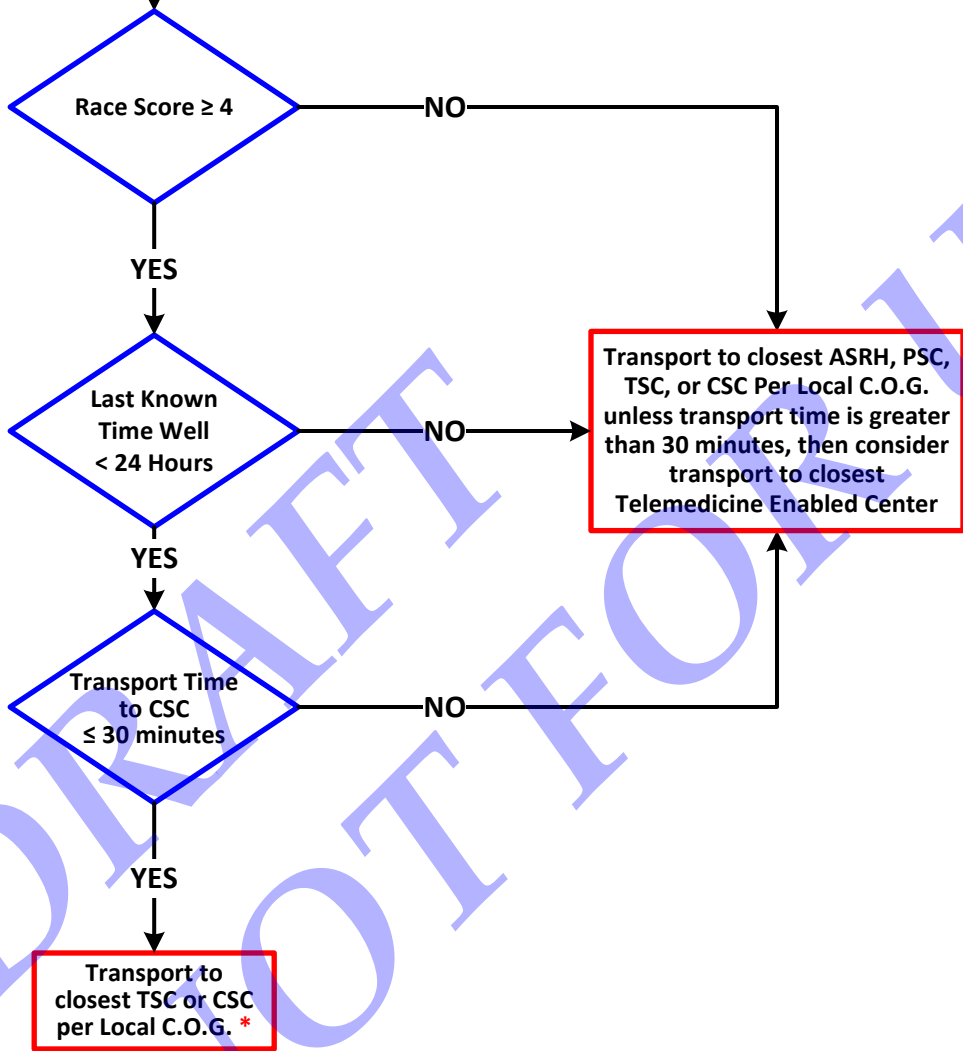 Race Score ≥ 4
NO
YES
Last Known
Time Well
< 24 Hours
NO
Transport to closest ASRH, PSC,
TSC, or CSC Per Local C.O.G.
unless transport time is greater
than 30 minutes, then consider
transport to closest
Telemedicine Enabled Center
YES
Transport Time
to CSC
≤ 30 minutes
NO
YES
Transport to
closest TSC or CSC
per Local C.O.G. *
DRAFT
NOT FOR U